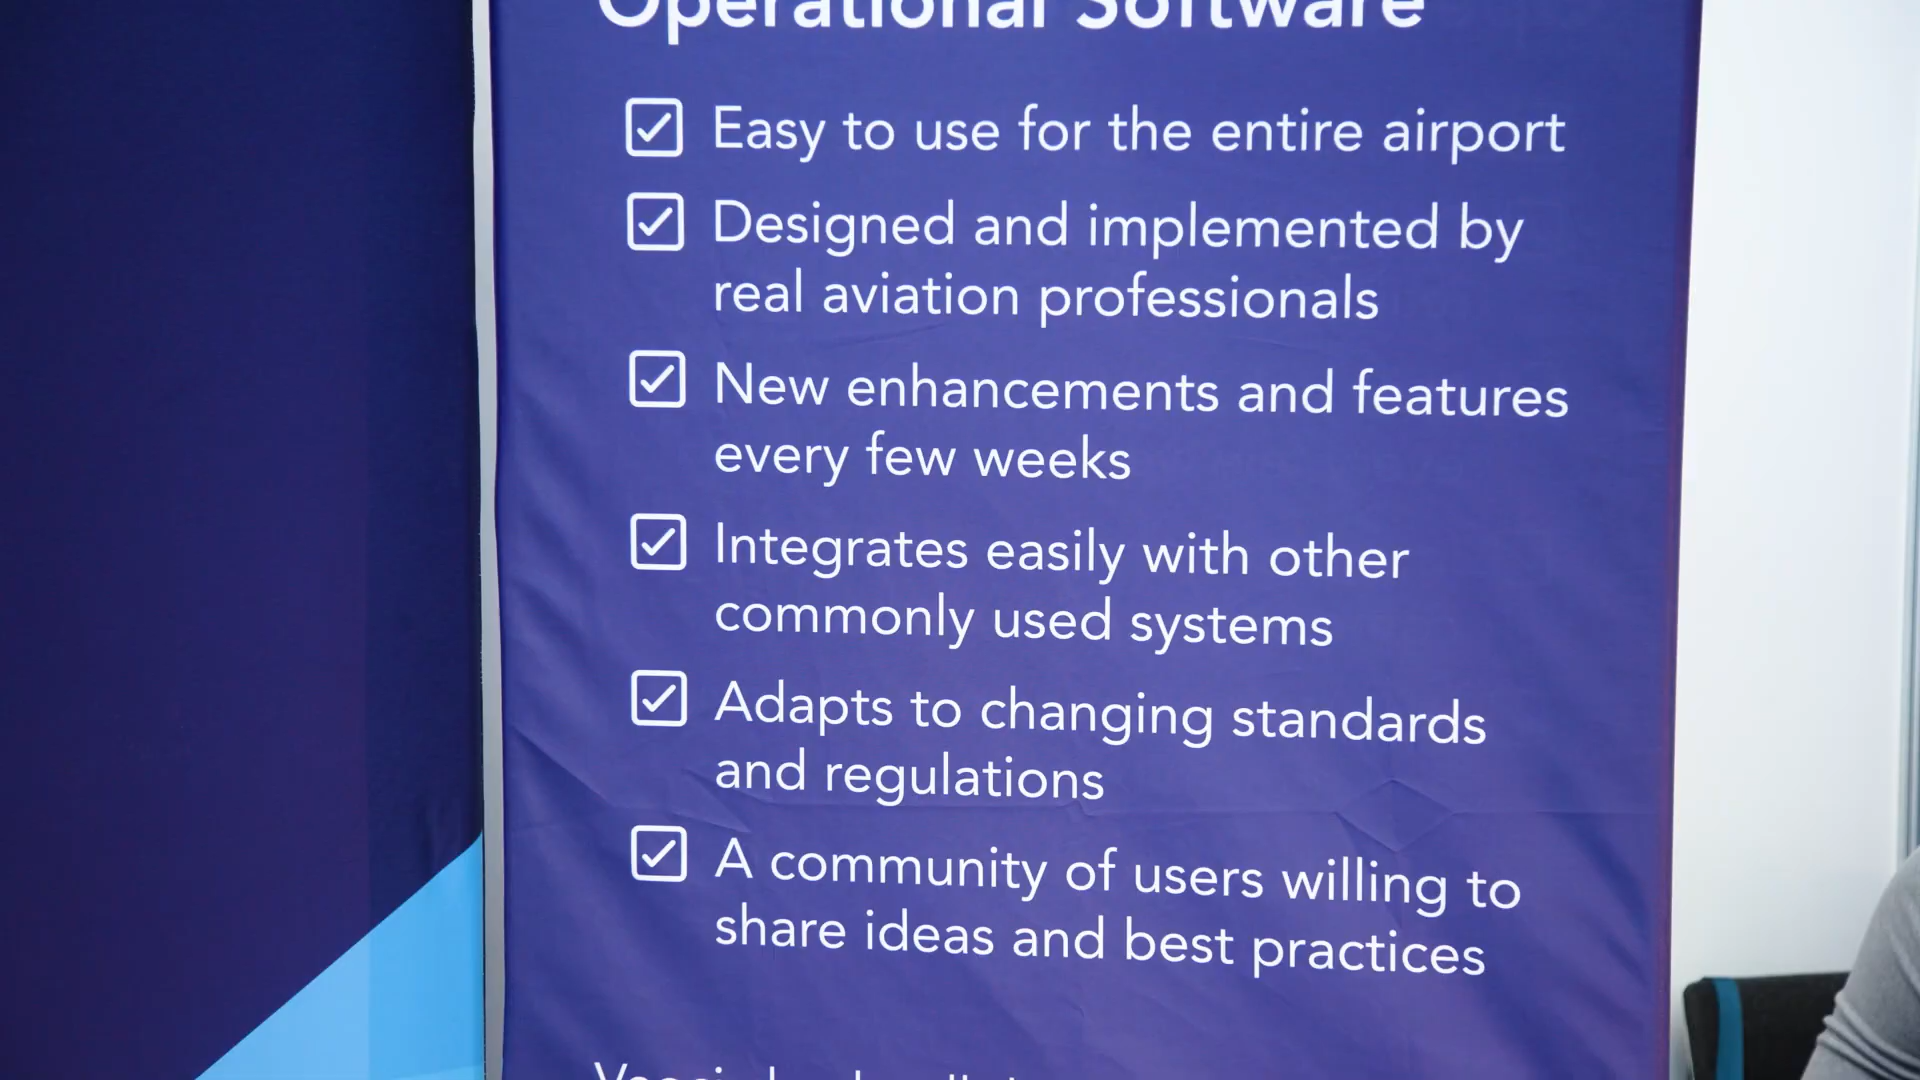 Operational Software
Easy to use for the entire airport
Designed and implemented by
real aviation professionals
New enhancements and features
every few weeks
Integrates easily with other
commonly used systems
Adapts to changing standards
and regulations
A community of users willing to
share ideas and best practices